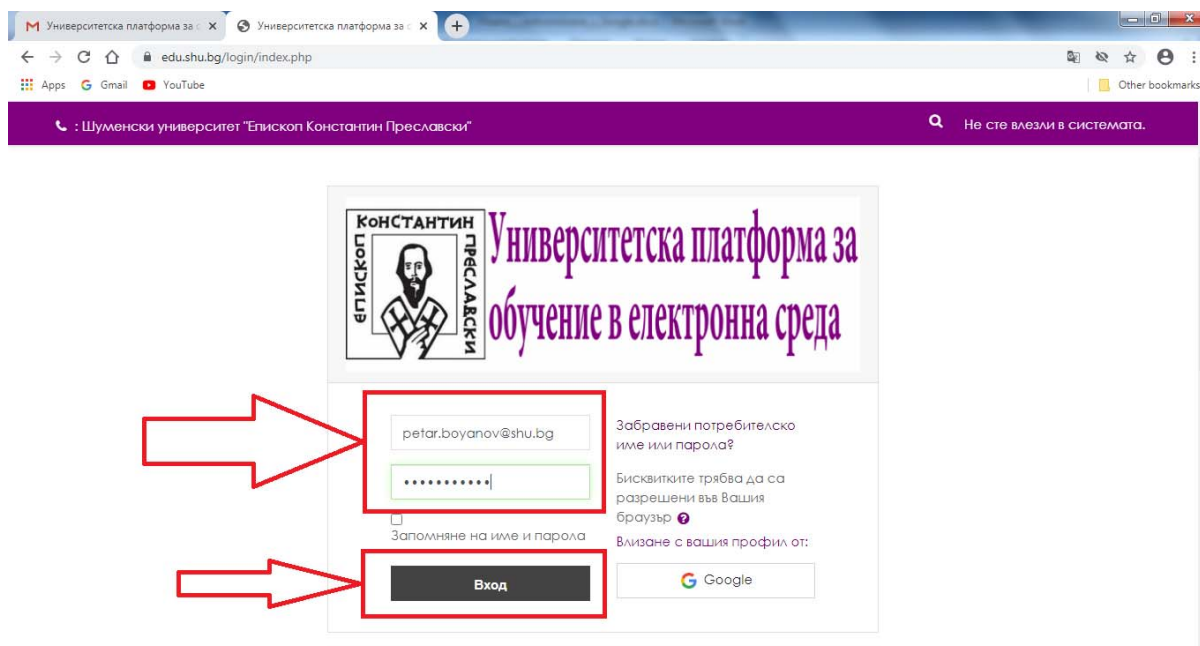 Университетска платформа за
Университетска платформа за
edu.shu.bg/login/index.php
Apps
Gmail
YouTube
Other bookmarks
: Шуменски университет "Епископ Константин Преславски"
Не сте влезли в системата.
КОНСТАНТИН
ЕПИСКОП
ПРЕСЛАВСКИ
Университетска платформа за
обучение в електронна среда
petar.boyanov@shu.bg
•••••••••••
Запомняне на име и парола
Вход
Забравени потребителско
име или парола?
Бисквитките трябва да са
разрешени във Вашия
браузър
Влизане с вашия профил от:
Google